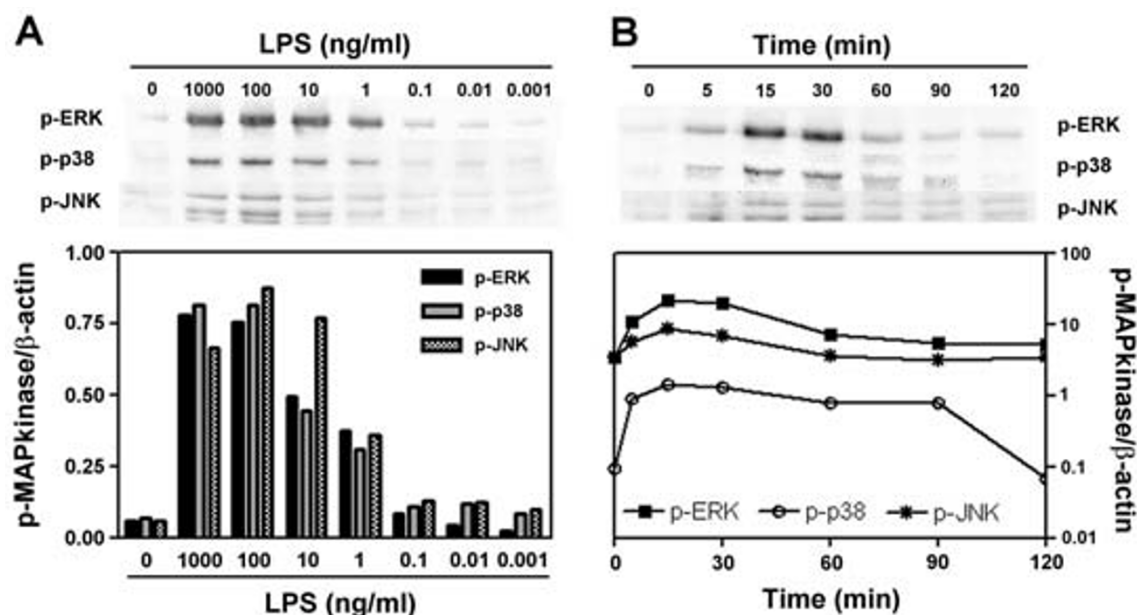 A
LPS (ng/ml)
0 1000 100 10 1 0.1 0.01 0.001
p-ERK
p-p38
p-JNK
1.00
0.75
0.50
0.25
0.00
p-MAPkinase/β-actin
p-ERK
p-p38
p-JNK
0 1000 100 10 1 0.1 0.01 0.001
LPS (ng/ml)
B
Time (min)
0 5 15 30 60 90 120
p-ERK
p-p38
p-JNK
100
10
1
0.1
0.01
p-MAPkinase/β-actin
p-ERK p-p38 p-JNK
0 30 60 90 120
Time (min)